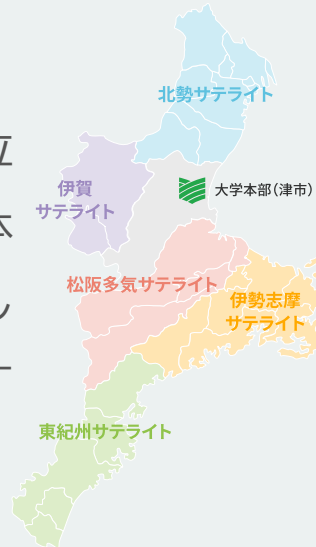 北勢サテライト
大学本部(津市)
伊賀
サテライト
松阪多気サテライト
伊勢志摩
サテライト
東紀州サテライト